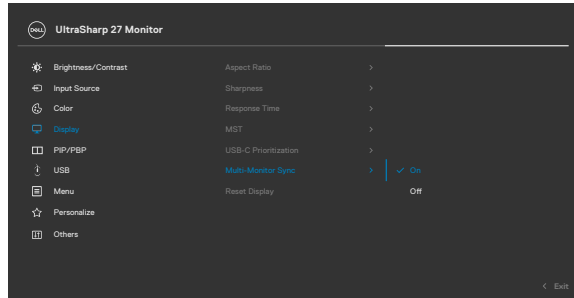 DELL UltraSharp 27 Monitor
Brightness/Contrast
Input Source
Color
Display
PIP/PBP
USB
Menu
Personalize
Others
Aspect Ratio
Sharpness
Response Time
MST
USB-C Prioritization
Multi-Monitor Sync
Reset Display
On
Off
Exit